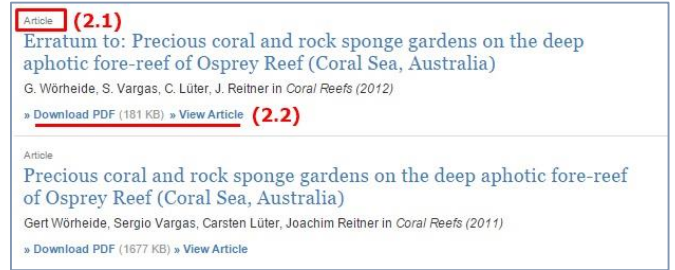 Article (2.1)
Erratum to: Precious coral and rock sponge gardens on the deep
aphotic fore-reef of Osprey Reef (Coral Sea, Australia)
G. Wörheide, S. Vargas, C. Lüter, J. Reitner in Coral Reefs (2012)
» Download PDF (181 KB) » View Article (2.2)
Article
Precious coral and rock sponge gardens on the deep aphotic fore-reef
of Osprey Reef (Coral Sea, Australia)
Gert Wörheide, Sergio Vargas, Carsten Lüter, Joachim Reitner in Coral Reefs (2011)
» Download PDF (1677 KB) » View Article